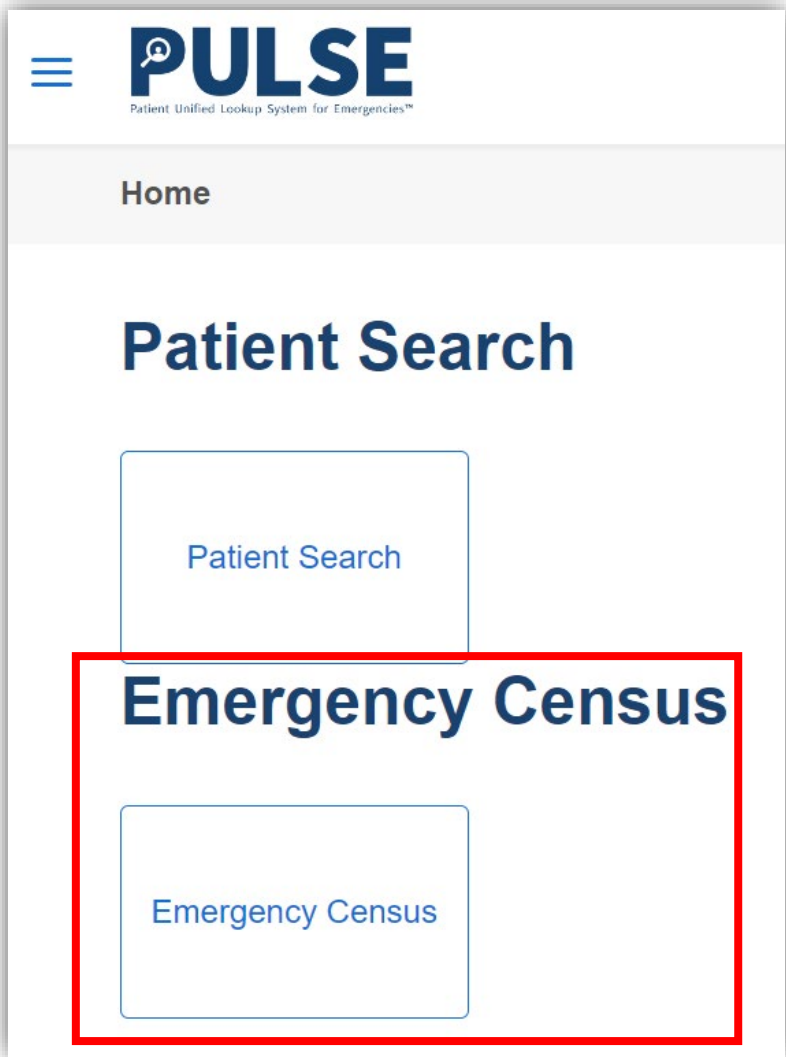 PULSE
Patient Unified Lookup System for Emergencies™
Home
Patient Search
Patient Search
Emergency Census
Emergency Census